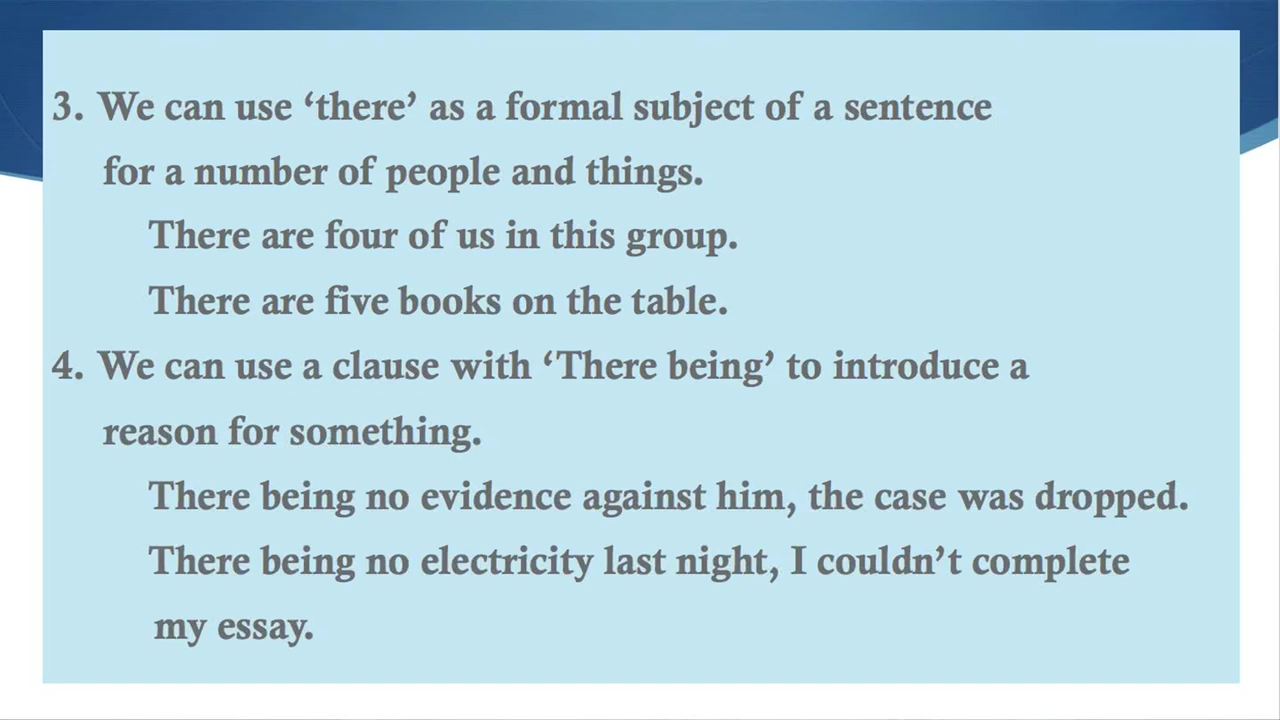 3. We can use ‘there’ as a formal subject of a sentence
for a number of people and things.
There are four of us in this group.
There are five books on the table.
4. We can use a clause with ‘There being’ to introduce a
reason for something.
There being no evidence against him, the case was dropped.
There being no electricity last night, I couldn’t complete
my essay.